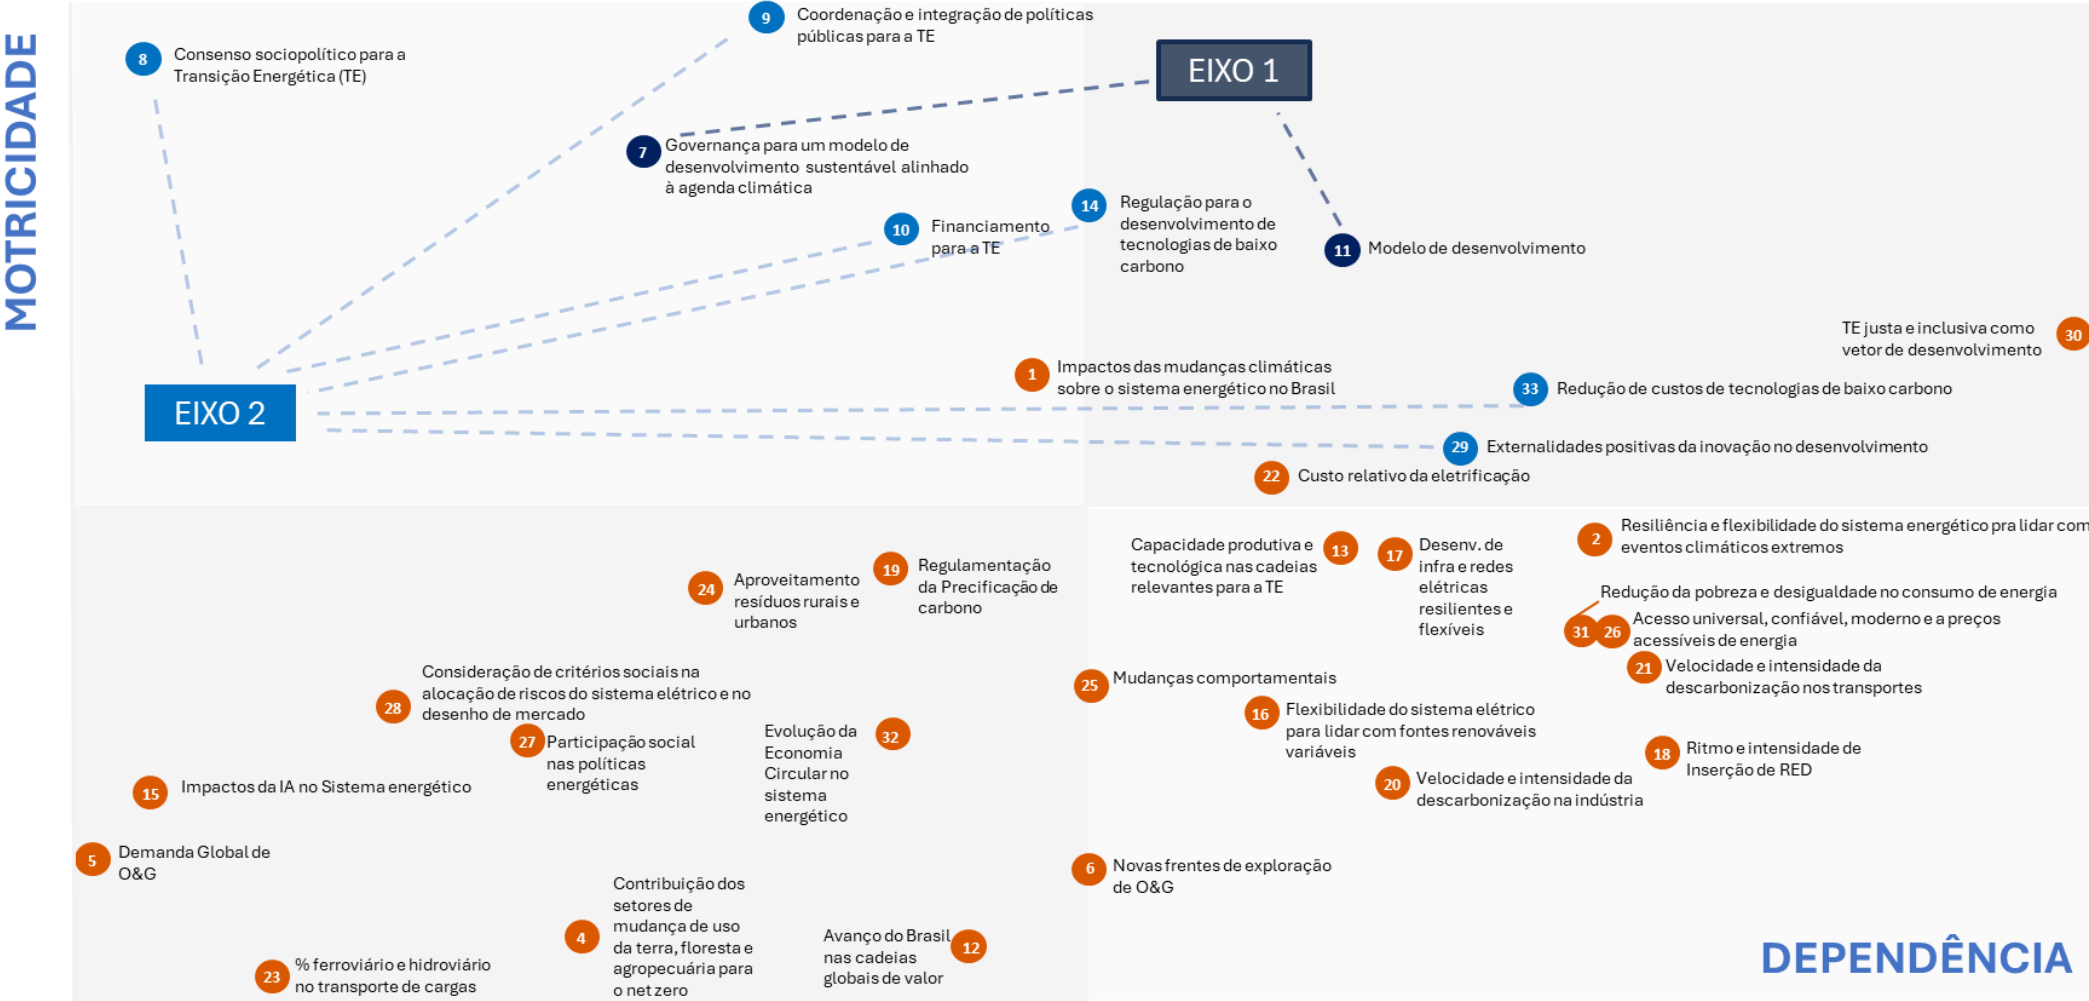 MOTRICIDADE
8
Consenso sociopolítico para a
Transição Energética (TE)
9
Coordenação e integração de políticas
públicas para a TE
EIXO 1
7
Governança para um modelo de
desenvolvimento sustentável alinhado
à agenda climática
10
Financiamento
para a TE
14
Regulação para o
desenvolvimento de
tecnologias de baixo
carbono
11
Modelo de desenvolvimento
TE justa e inclusiva como
vetor de desenvolvimento
30
1
Impactos das mudanças climáticas
sobre o sistema energético no Brasil
33
Redução de custos de tecnologias de baixo carbono
EIXO 2
29
Externalidades positivas da inovação no desenvolvimento
22
Custo relativo da eletrificação
Capacidade produtiva e
tecnológica nas cadeias
relevantes para a TE
13
17
Desenv. de
infra e redes
elétricas
resilientes e
flexíveis
2
Resiliência e flexibilidade do sistema energético pra lidar com
eventos climáticos extremos
24
Aproveitamento
resíduos rurais e
urbanos
19
Regulamentação
da Precificação de
carbono
Redução da pobreza e desigualdade no consumo de energia
31
26
Acesso universal, confiável, moderno e a preços
acessíveis de energia
21
Velocidade e intensidade da
descarbonização nos transportes
28
Consideração de critérios sociais na
alocação de riscos do sistema elétrico e no
desenho de mercado
25
Mudanças comportamentais
16
Flexibilidade do sistema elétrico
para lidar com fontes renováveis
variáveis
27
Participação social
nas políticas
energéticas
Evolução da
Economia
Circular no
sistema
energético
32
18
Ritmo e intensidade de
Inserção de RED
15
Impactos da IA no Sistema energético
20
Velocidade e intensidade da
descarbonização na indústria
5
Demanda Global de
O&G
6
Novas frentes de exploração
de O&G
4
Contribuição dos
setores de
mudança de uso
da terra, floresta e
agropecuária para
o net zero
Avanço do Brasil
nas cadeias
globais de valor
12
23
% ferroviário e hidroviário
no transporte de cargas
DEPENDÊNCIA